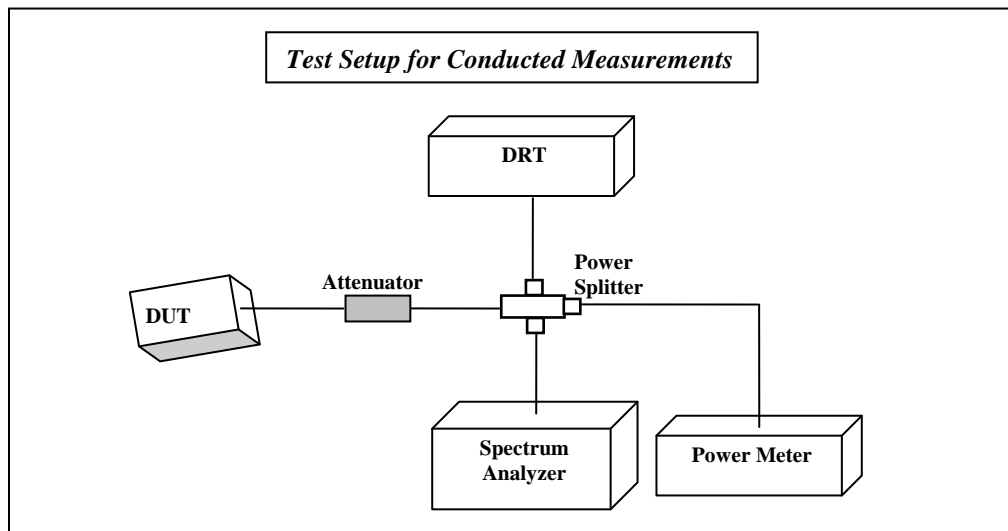 Test Setup for Conducted Measurements
DRT
Power
Splitter
Attenuator
DUT
Spectrum
Analyzer
Power Meter